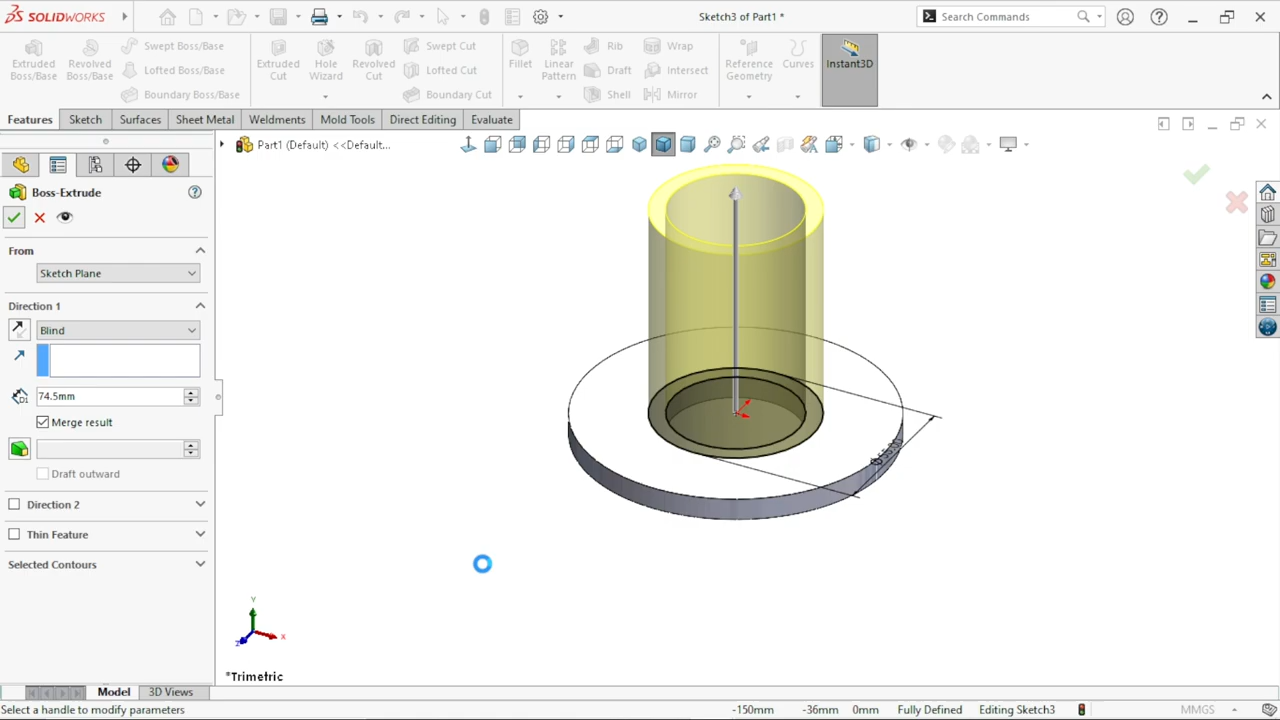 SOLIDWORKS
Sketch3 of Part1 *
Search Commands
Extruded Boss/Base
Revolved Boss/Base
Swept Boss/Base
Lofted Boss/Base
Boundary Boss/Base
Extruded Cut
Hole Wizard
Revolved Cut
Swept Cut
Lofted Cut
Boundary Cut
Fillet
Linear Pattern
Rib
Draft
Shell
Wrap
Intersect
Mirror
Reference Geometry
Curves
Instant3D
Features
Sketch
Surfaces
Sheet Metal
Weldments
Mold Tools
Direct Editing
Evaluate
Part1 (Default) <<Default...
Boss-Extrude
From
Sketch Plane
Direction 1
Blind
D1
74.5mm
Merge result
Draft outward
Direction 2
Thin Feature
Selected Contours
Y
X
Z
*Trimetric
Model
3D Views
Select a handle to modify parameters
-150mm
-36mm
0mm
Fully Defined
Editing Sketch3
MMGS